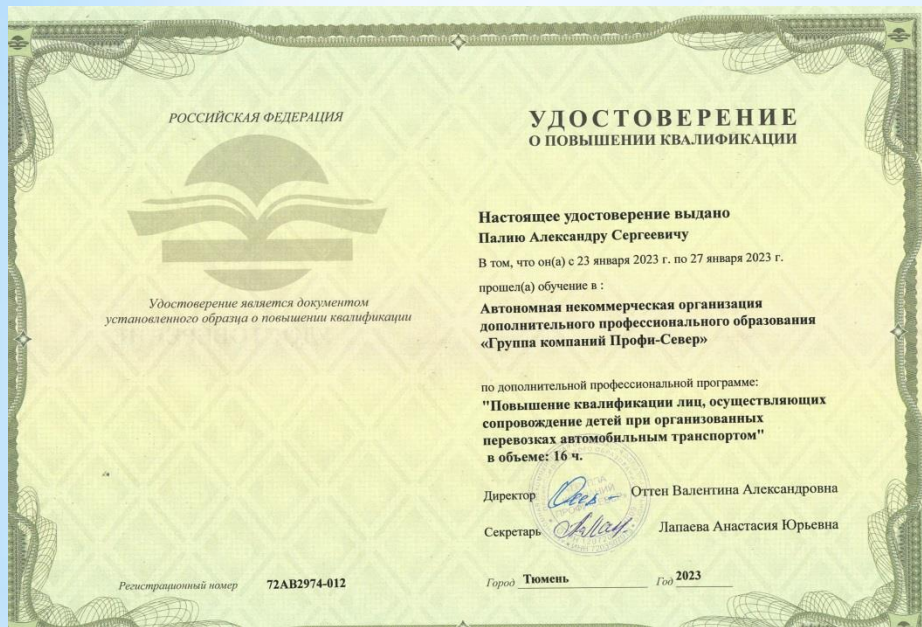 РОССИЙСКАЯ ФЕДЕРАЦИЯ
Удостоверение является документом
установленного образца о повышении квалификации
Регистрационный номер 72АВ2974-012
УДОСТОВЕРЕНИЕ
О ПОВЫШЕНИИ КВАЛИФИКАЦИИ
Настоящее удостоверение выдано
Палию Александру Сергеевичу
В том, что он(а) с 23 января 2023 г. по 27 января 2023 г.
прошел(а) обучение в :
Автономная некоммерческая организация
дополнительного профессионального образования
«Группа компаний Профи-Север»
по дополнительной профессиональной программе:
"Повышение квалификации лиц, осуществляющих
сопровождение детей при организованных
перевозках автомобильным транспортом"
в объеме: 16 ч.
Директор Оттен Валентина Александровна
Секретарь Лапаева Анастасия Юрьевна
Город Тюмень Год 2023